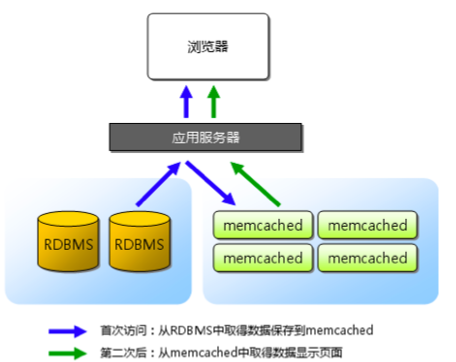 浏览器
应用服务器
RDBMS RDBMS
memcached memcached
memcached memcached
首次访问：从RDBMS中取得数据保存到memcached
第二次后：从memcached中取得数据显示页面